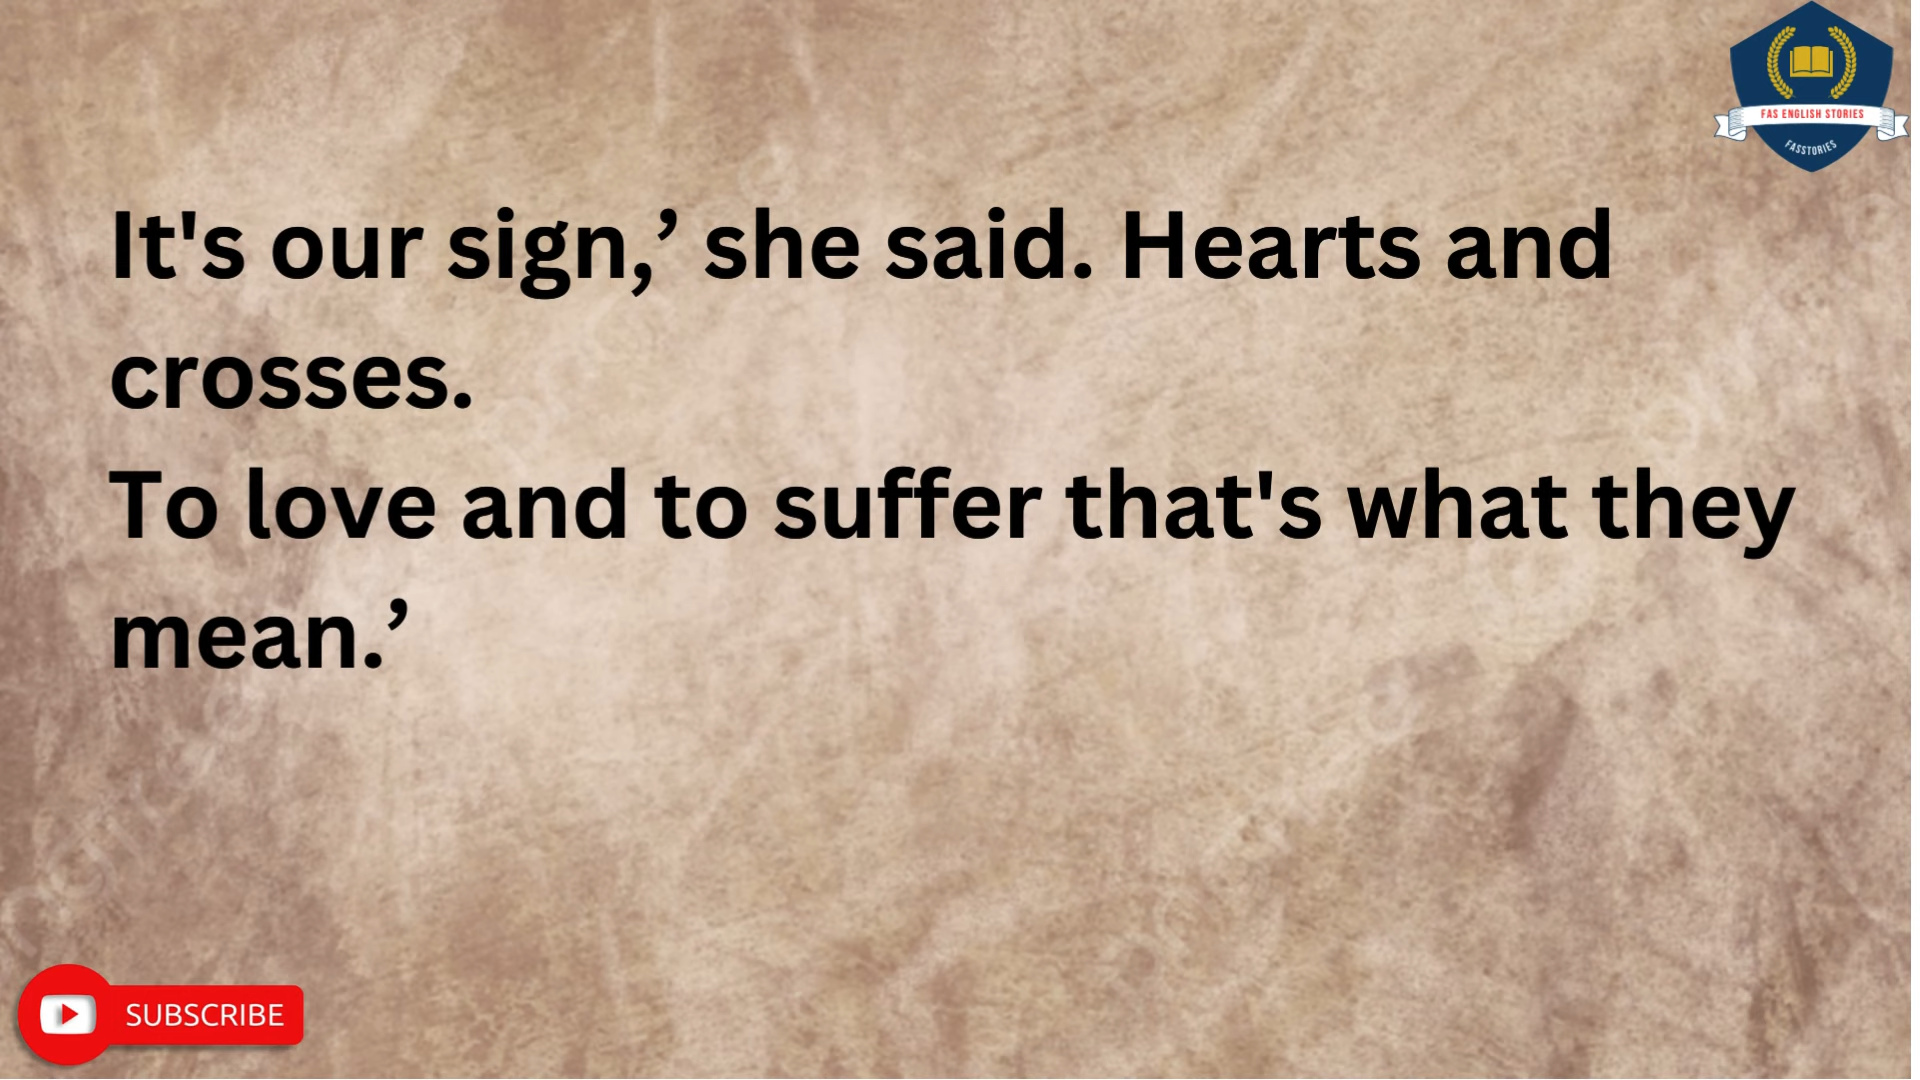 FAS ENGLISH STORIES
FASSTORIES
It's our sign,’ she said. Hearts and
crosses.
To love and to suffer that's what they
mean.’
SUBSCRIBE